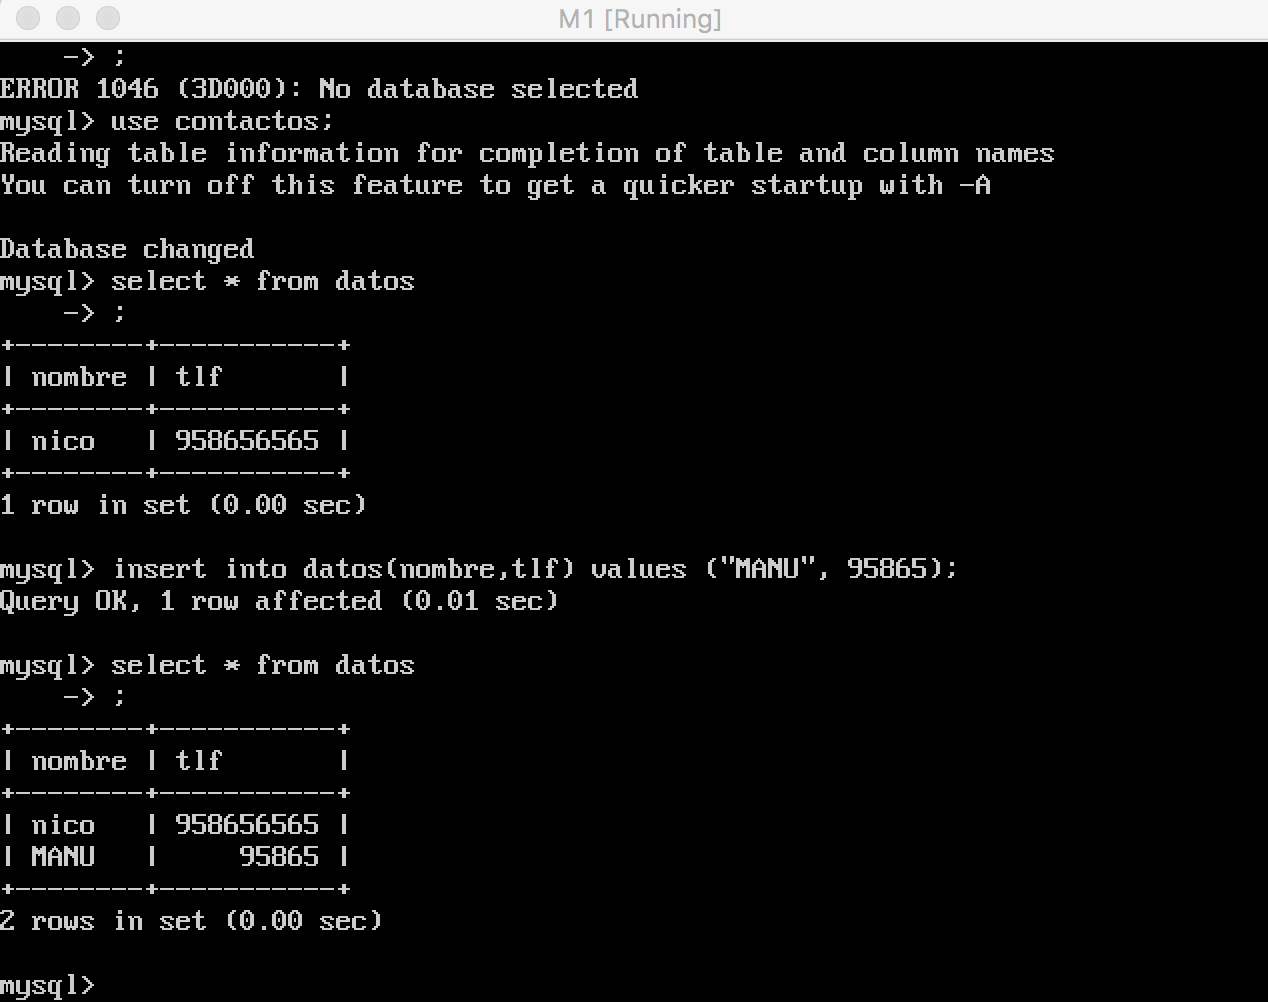 M1 [Running]
    -> ;
ERROR 1046 (3D000): No database selected
mysql> use contactos;
Reading table information for completion of table and column names
You can turn off this feature to get a quicker startup with -A

Database changed
mysql> select * from datos
    -> ;
+--------+-----------+
| nombre | tlf       |
+--------+-----------+
| nico   | 958656565 |
+--------+-----------+
1 row in set (0.00 sec)

mysql> insert into datos(nombre,tlf) values ("MANU", 95865);
Query OK, 1 row affected (0.01 sec)

mysql> select * from datos
    -> ;
+--------+-----------+
| nombre | tlf       |
+--------+-----------+
| nico   | 958656565 |
| MANU   |     95865 |
+--------+-----------+
2 rows in set (0.00 sec)

mysql>